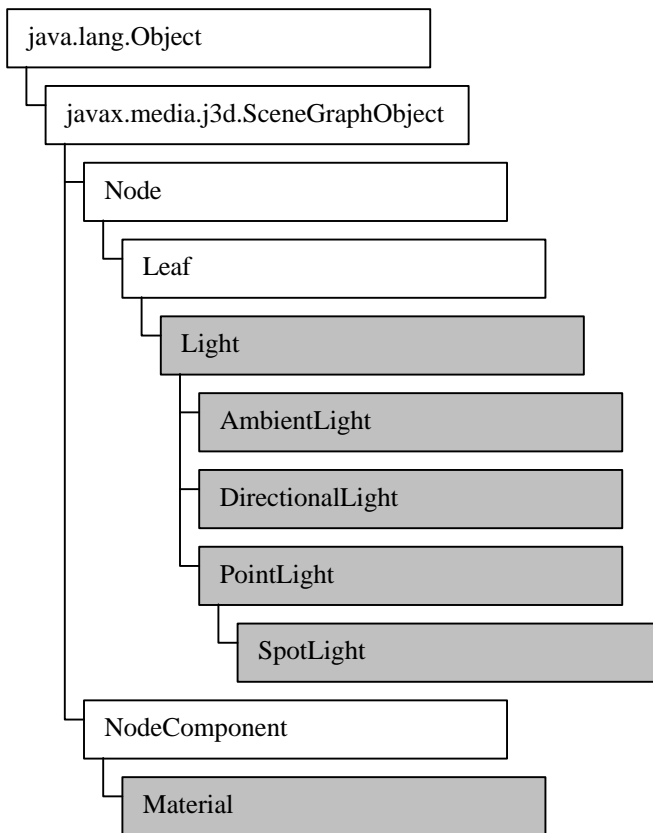 java.lang.Object
javax.media.j3d.SceneGraphObject
Node
Leaf
Light
AmbientLight
DirectionalLight
PointLight
SpotLight
NodeComponent
Material